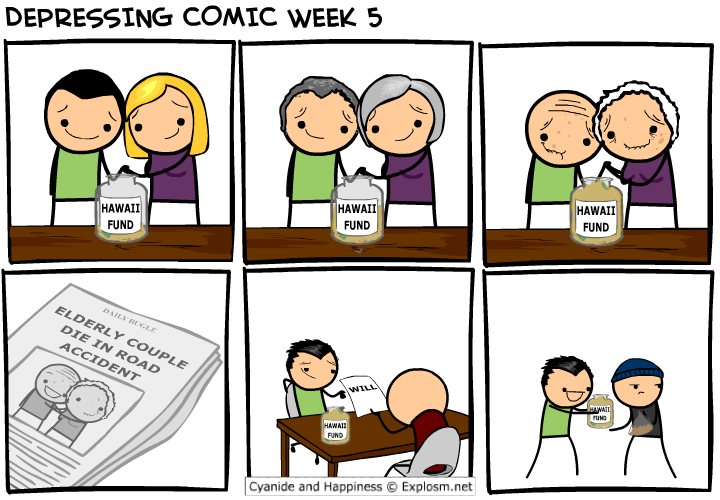 DEPRESSING COMIC WEEK 5
HAWAII
FUND
HAWAII
FUND
HAWAII
FUND
DAILY BUGLE
ELDERLY COUPLE
DIE IN ROAD
ACCIDENT
WILL
HAWAII
FUND
HAWAII
FUND
Cyanide and Happiness © Explosm.net